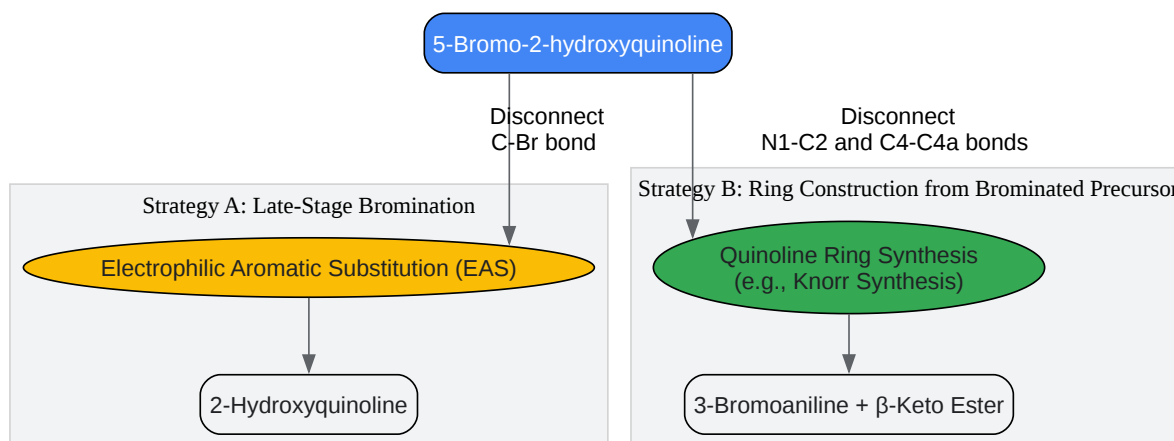 5-Bromo-2-hydroxyquinoline
Disconnect
C-Br bond
Disconnect
N1-C2 and C4-C4a bonds
Strategy A: Late-Stage Bromination
Strategy B: Ring Construction from Brominated Precursor
Electrophilic Aromatic Substitution (EAS)
Quinoline Ring Synthesis
(e.g., Knorr Synthesis)
2-Hydroxyquinoline
3-Bromoaniline + β-Keto Ester